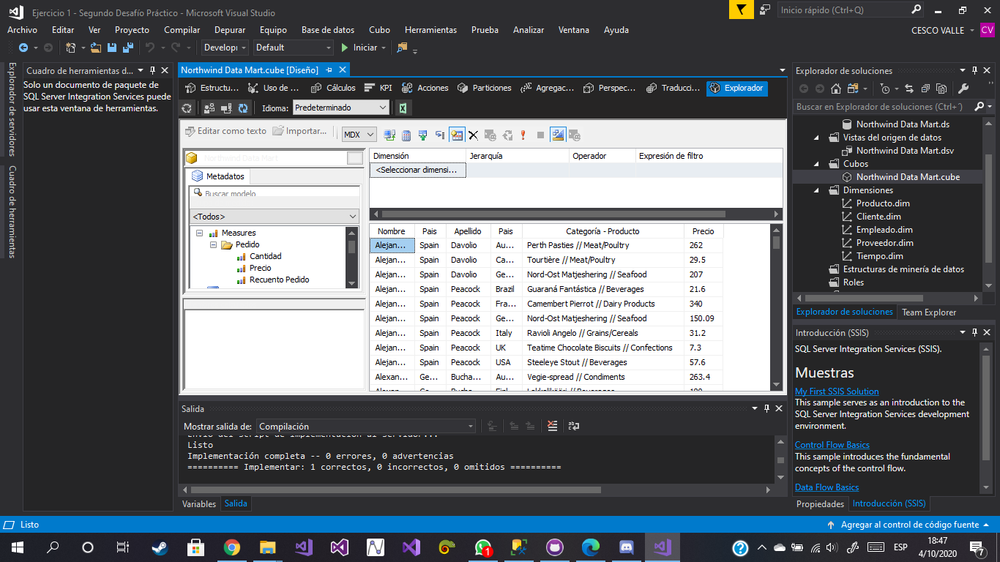 Ejercicio 1 - Segundo Desafío Práctico - Microsoft Visual Studio
Inicio rápido (Ctrl+Q)
Archivo Editar Ver Proyecto Compilar Depurar Equipo Base de datos Cubo Herramientas Prueba Analizar Ventana Ayuda
CESCO VALLE CV
Develop Default Iniciar
Explorador de servidores
Cuadro de herramientas
Cuadro de herramientas d...
Solo un documento de paquete de
SQL Server Integration Services puede
usar esta ventana de herramientas.
Northwind Data Mart.cube [Diseño]
Estructu... Uso de ... Cálculos KPI Acciones Particiones Agregac... Perspec... Traducci... Explorador
Idioma: Predeterminado
Editar como texto Importar... MDX
Northwind Data Mart
Metadatos
Buscar modelo
<Todos>
Measures
Pedido
Cantidad
Precio
Recuento Pedido
Dimensión Jerarquía Operador Expresión de filtro
<Seleccionar dimensi...
Nombre Pais Apellido Pais Categoría - Producto Precio
Alejan... Spain Davolio Au... Perth Pasties // Meat/Poultry 262
Alejan... Spain Davolio Ca... Tourtière // Meat/Poultry 29.5
Alejan... Spain Davolio Ge... Nord-Ost Matjeshering // Seafood 207
Alejan... Spain Peacock Brazil Guaraná Fantástica // Beverages 21.6
Alejan... Spain Peacock Fra... Camembert Pierrot // Dairy Products 340
Alejan... Spain Peacock Ge... Nord-Ost Matjeshering // Seafood 150.09
Alejan... Spain Peacock Italy Ravioli Angelo // Grains/Cereals 31.2
Alejan... Spain Peacock UK Teatime Chocolate Biscuits // Confections 7.3
Alejan... Spain Peacock USA Steeleye Stout // Beverages 57.6
Alexan... Ge... Bucha... Au... Vegie-spread // Condiments 263.4
Salida
Mostrar salida de: Compilación
Envío del script de implementación al servidor...
Listo
Implementación completa -- 0 errores, 0 advertencias
========== Implementar: 1 correctos, 0 incorrectos, 0 omitidos ==========
Variables Salida
Explorador de soluciones
Buscar en Explorador de soluciones (Ctrl+´)
Northwind Data Mart.ds
Vistas del origen de datos
Northwind Data Mart.dsv
Cubos
Northwind Data Mart.cube
Dimensiones
Producto.dim
Cliente.dim
Empleado.dim
Proveedor.dim
Tiempo.dim
Estructuras de minería de datos
Roles
Explorador de soluciones Team Explorer
Introducción (SSIS)
SQL Server Integration Services (SSIS).
Muestras
My First SSIS Solution
This sample serves as an introduction to the
SQL Server Integration Services development
environment.
Control Flow Basics
This sample introduces the fundamental
concepts of the control flow.
Data Flow Basics
Propiedades Introducción (SSIS)
Listo
Agregar al control de código fuente
1
ESP
18:47
4/10/2020
7